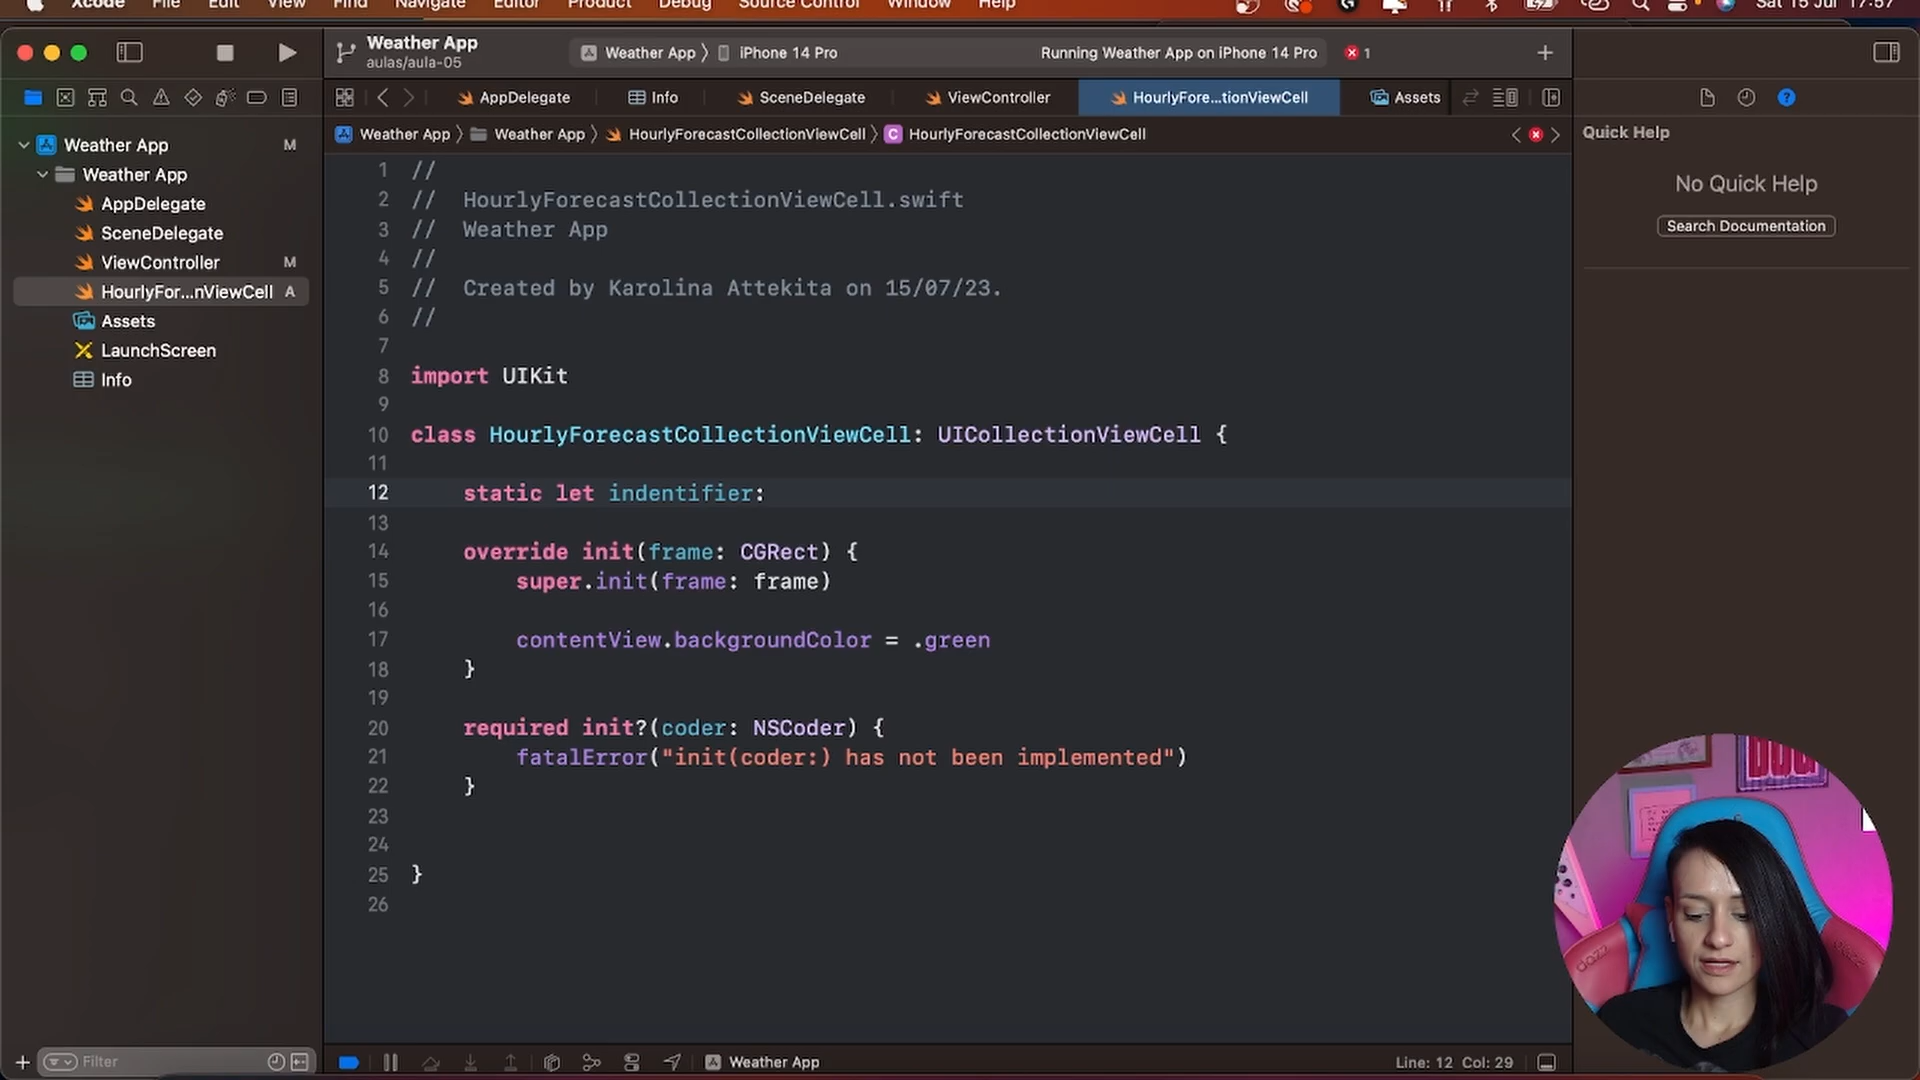 Xcode File Edit View Find Navigate Editor Product Debug Source Control Window Help Sat 15 Jul 17:57
Weather App
aulas/aula-05
Weather App iPhone 14 Pro Running Weather App on iPhone 14 Pro 1
AppDelegate Info SceneDelegate ViewController HourlyFore...tionViewCell Assets
Weather App Weather App HourlyForecastCollectionViewCell C HourlyForecastCollectionViewCell
Weather App M
Weather App
AppDelegate
SceneDelegate
ViewController M
HourlyFor...nViewCell A
Assets
LaunchScreen
Info
Filter
1 //
2 // HourlyForecastCollectionViewCell.swift
3 // Weather App
4 //
5 // Created by Karolina Attekita on 15/07/23.
6 //
7
8 import UIKit
9
10 class HourlyForecastCollectionViewCell: UICollectionViewCell {
11
12 static let indentifier:
13
14 override init(frame: CGRect) {
15 super.init(frame: frame)
16
17 contentView.backgroundColor = .green
18 }
19
20 required init?(coder: NSCoder) {
21 fatalError("init(coder:) has not been implemented")
22 }
23
24
25 }
26
Weather App
Line: 12 Col: 29
Quick Help
No Quick Help
Search Documentation
dazz